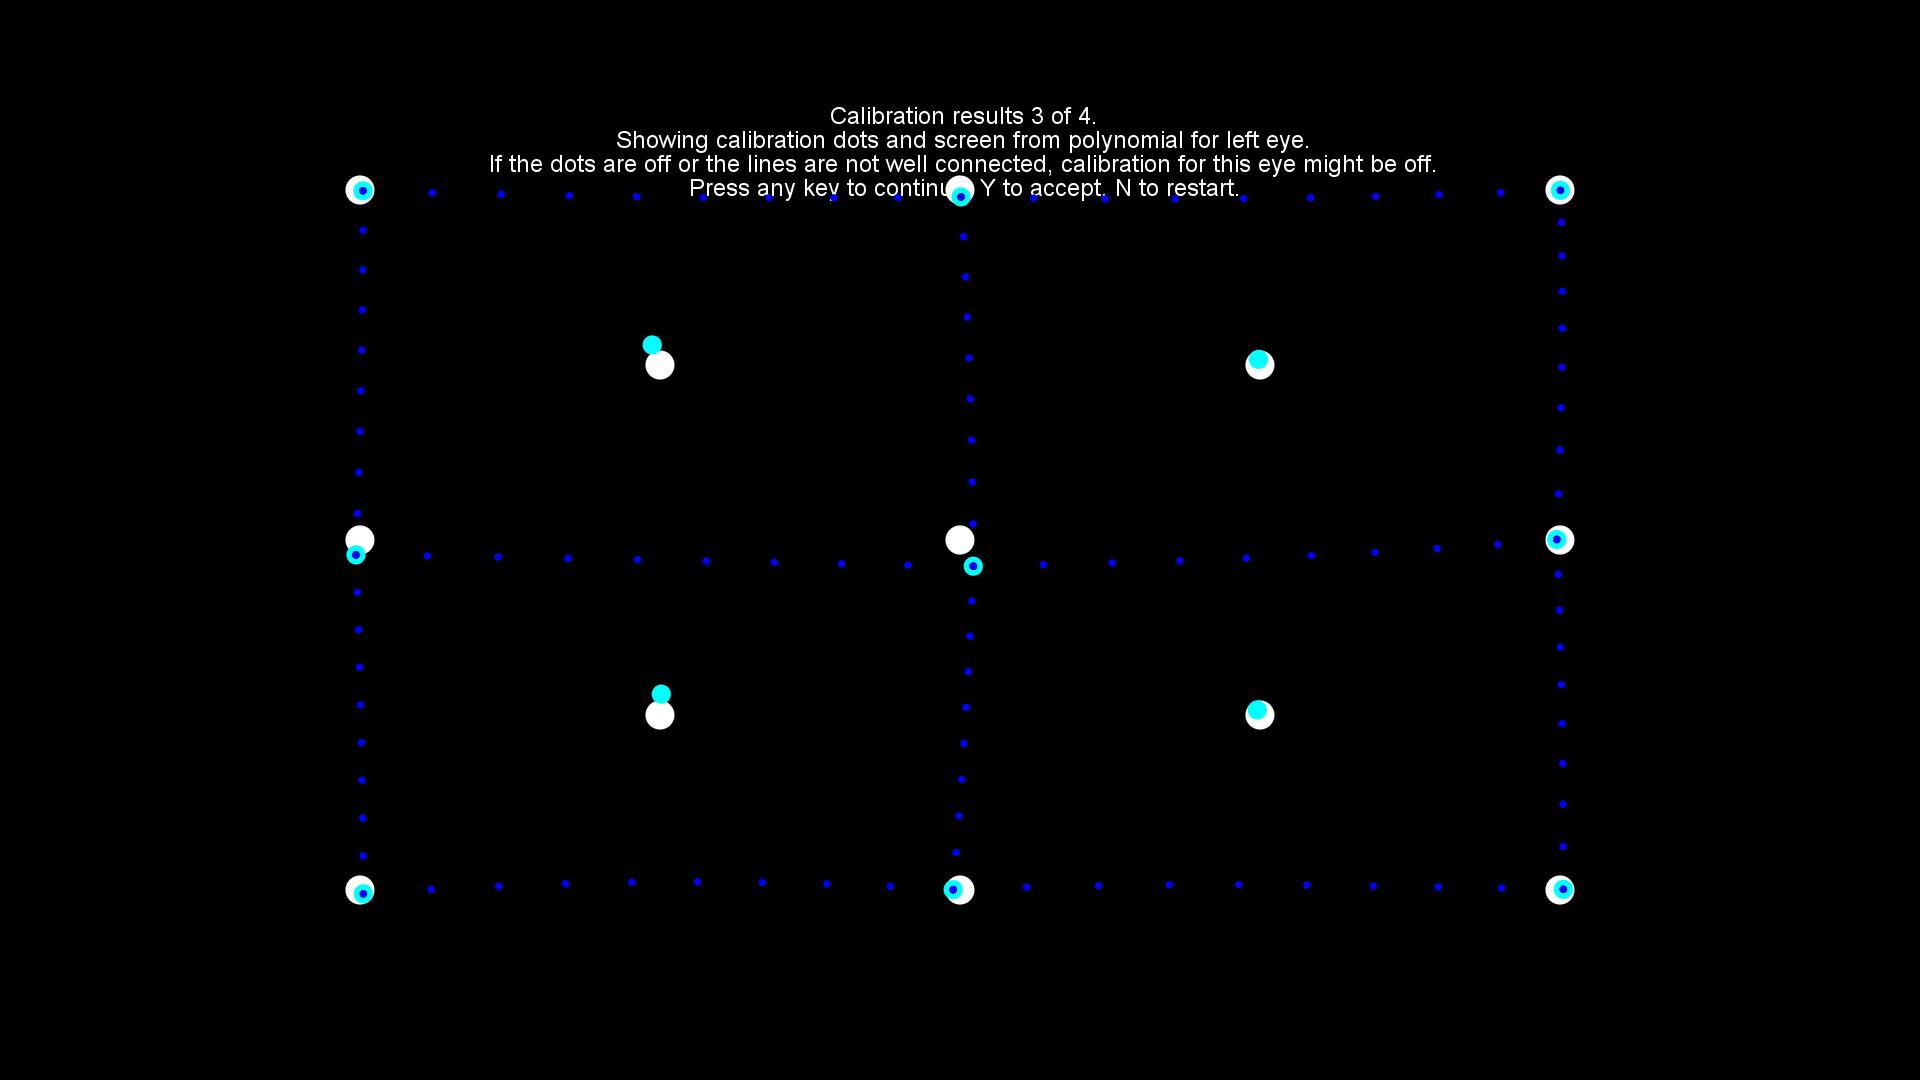 Calibration results 3 of 4.
Showing calibration dots and screen from polynomial for left eye.
If the dots are off or the lines are not well connected, calibration for this eye might be off.
Press any key to continu Y to accept. N to restart.